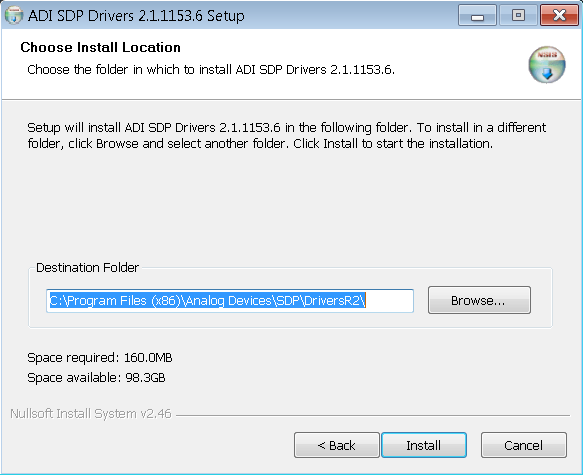 ADI SDP Drivers 2.1.1153.6 Setup
Choose Install Location
Choose the folder in which to install ADI SDP Drivers 2.1.1153.6.
Setup will install ADI SDP Drivers 2.1.1153.6 in the following folder. To install in a different
folder, click Browse and select another folder. Click Install to start the installation.
Destination Folder
C:\Program Files (x86)\Analog Devices\SDP\DriversR2\
Browse...
Space required: 160.0MB
Space available: 98.3GB
Nullsoft Install System v2.46
< Back
Install
Cancel